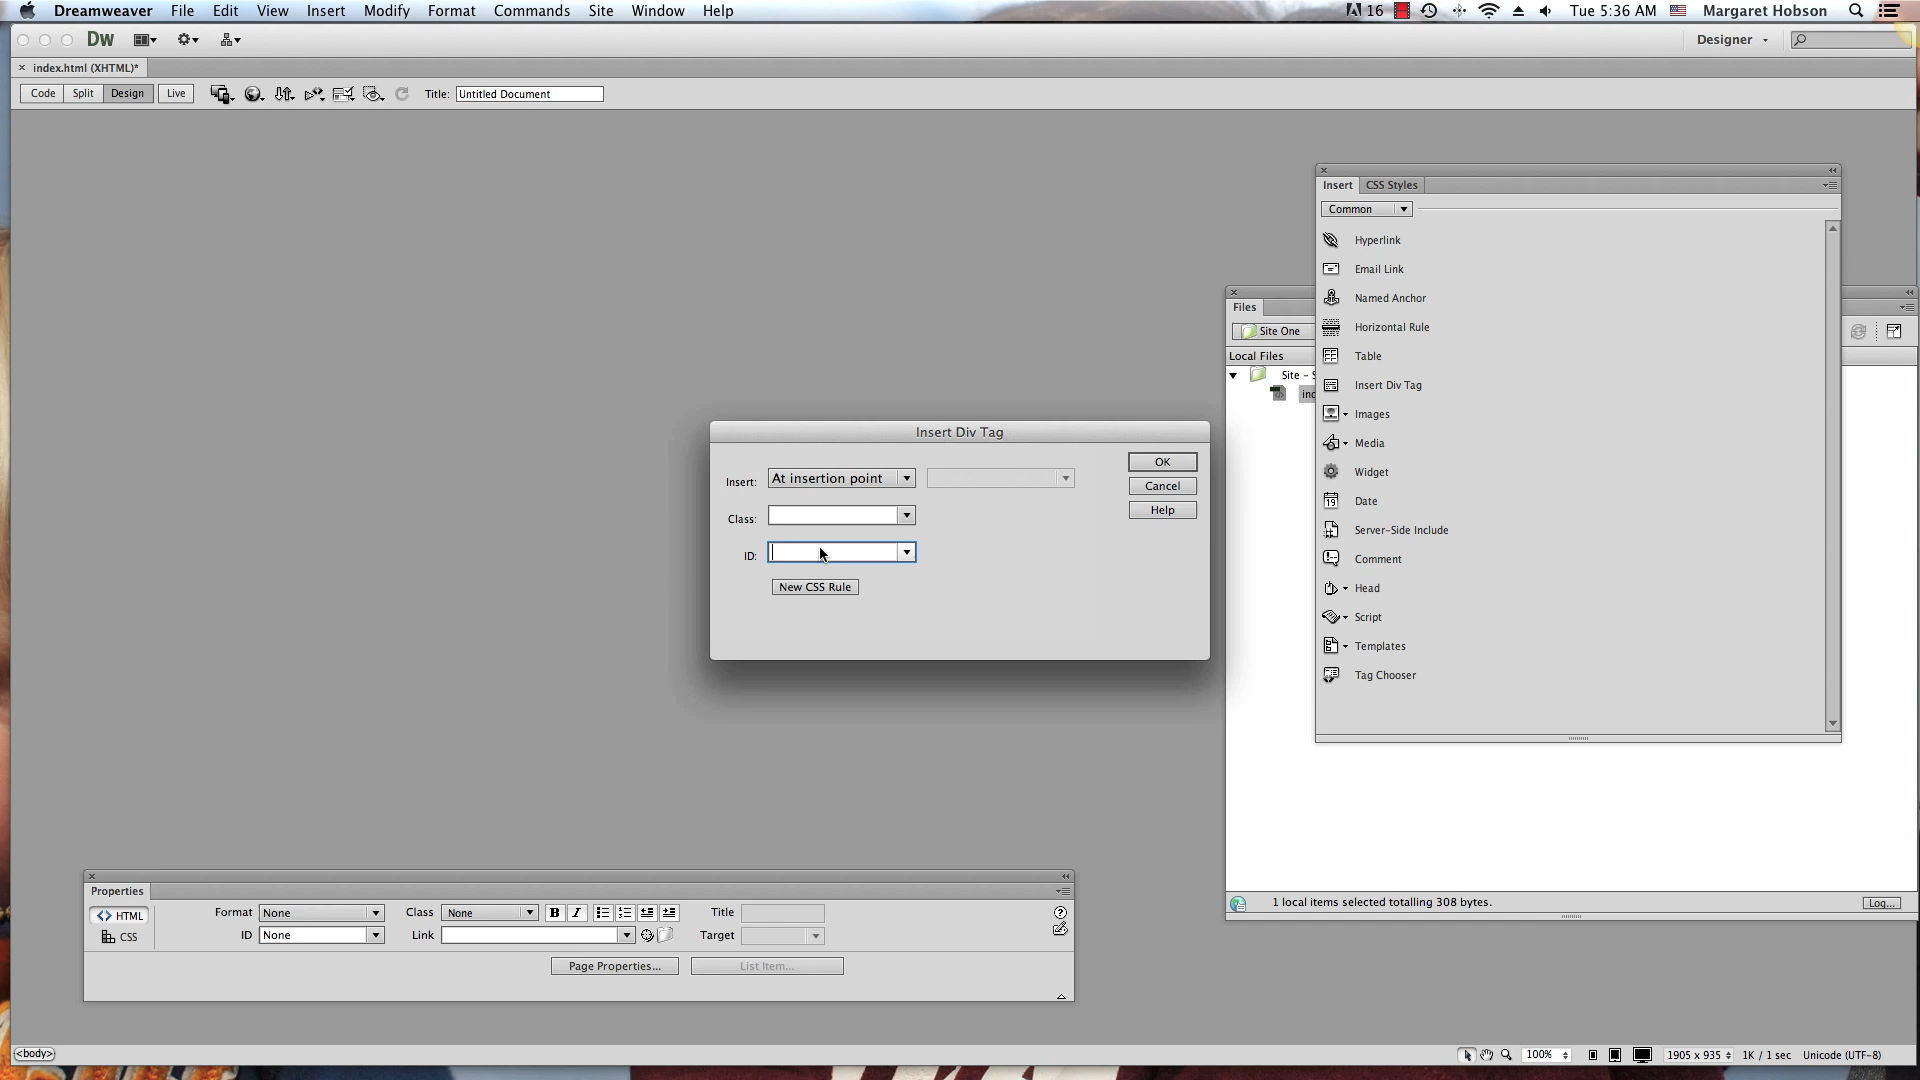 Dreamweaver File Edit View Insert Modify Format Commands Site Window Help 16 Tue 5:36 AM Margaret Hobson
Dw Designer
index.html (XHTML)*
Code Split Design Live Title: Untitled Document
Insert CSS Styles
Common
Hyperlink
Email Link
Named Anchor
Horizontal Rule
Table
Insert Div Tag
Images
Media
Widget
19 Date
Server-Side Include
Comment
Head
Script
Templates
Tag Chooser
Files
Site One
Local Files
Site - S
inc
1 local items selected totalling 308 bytes. Log...
Insert Div Tag
Insert: At insertion point OK
Cancel
Class: Help
ID:
New CSS Rule
Properties
<> HTML Format None Class None B I Title
CSS ID None Link Target
Page Properties... List Item...
<body> 100% 1905 x 935 1K / 1 sec Unicode (UTF-8)